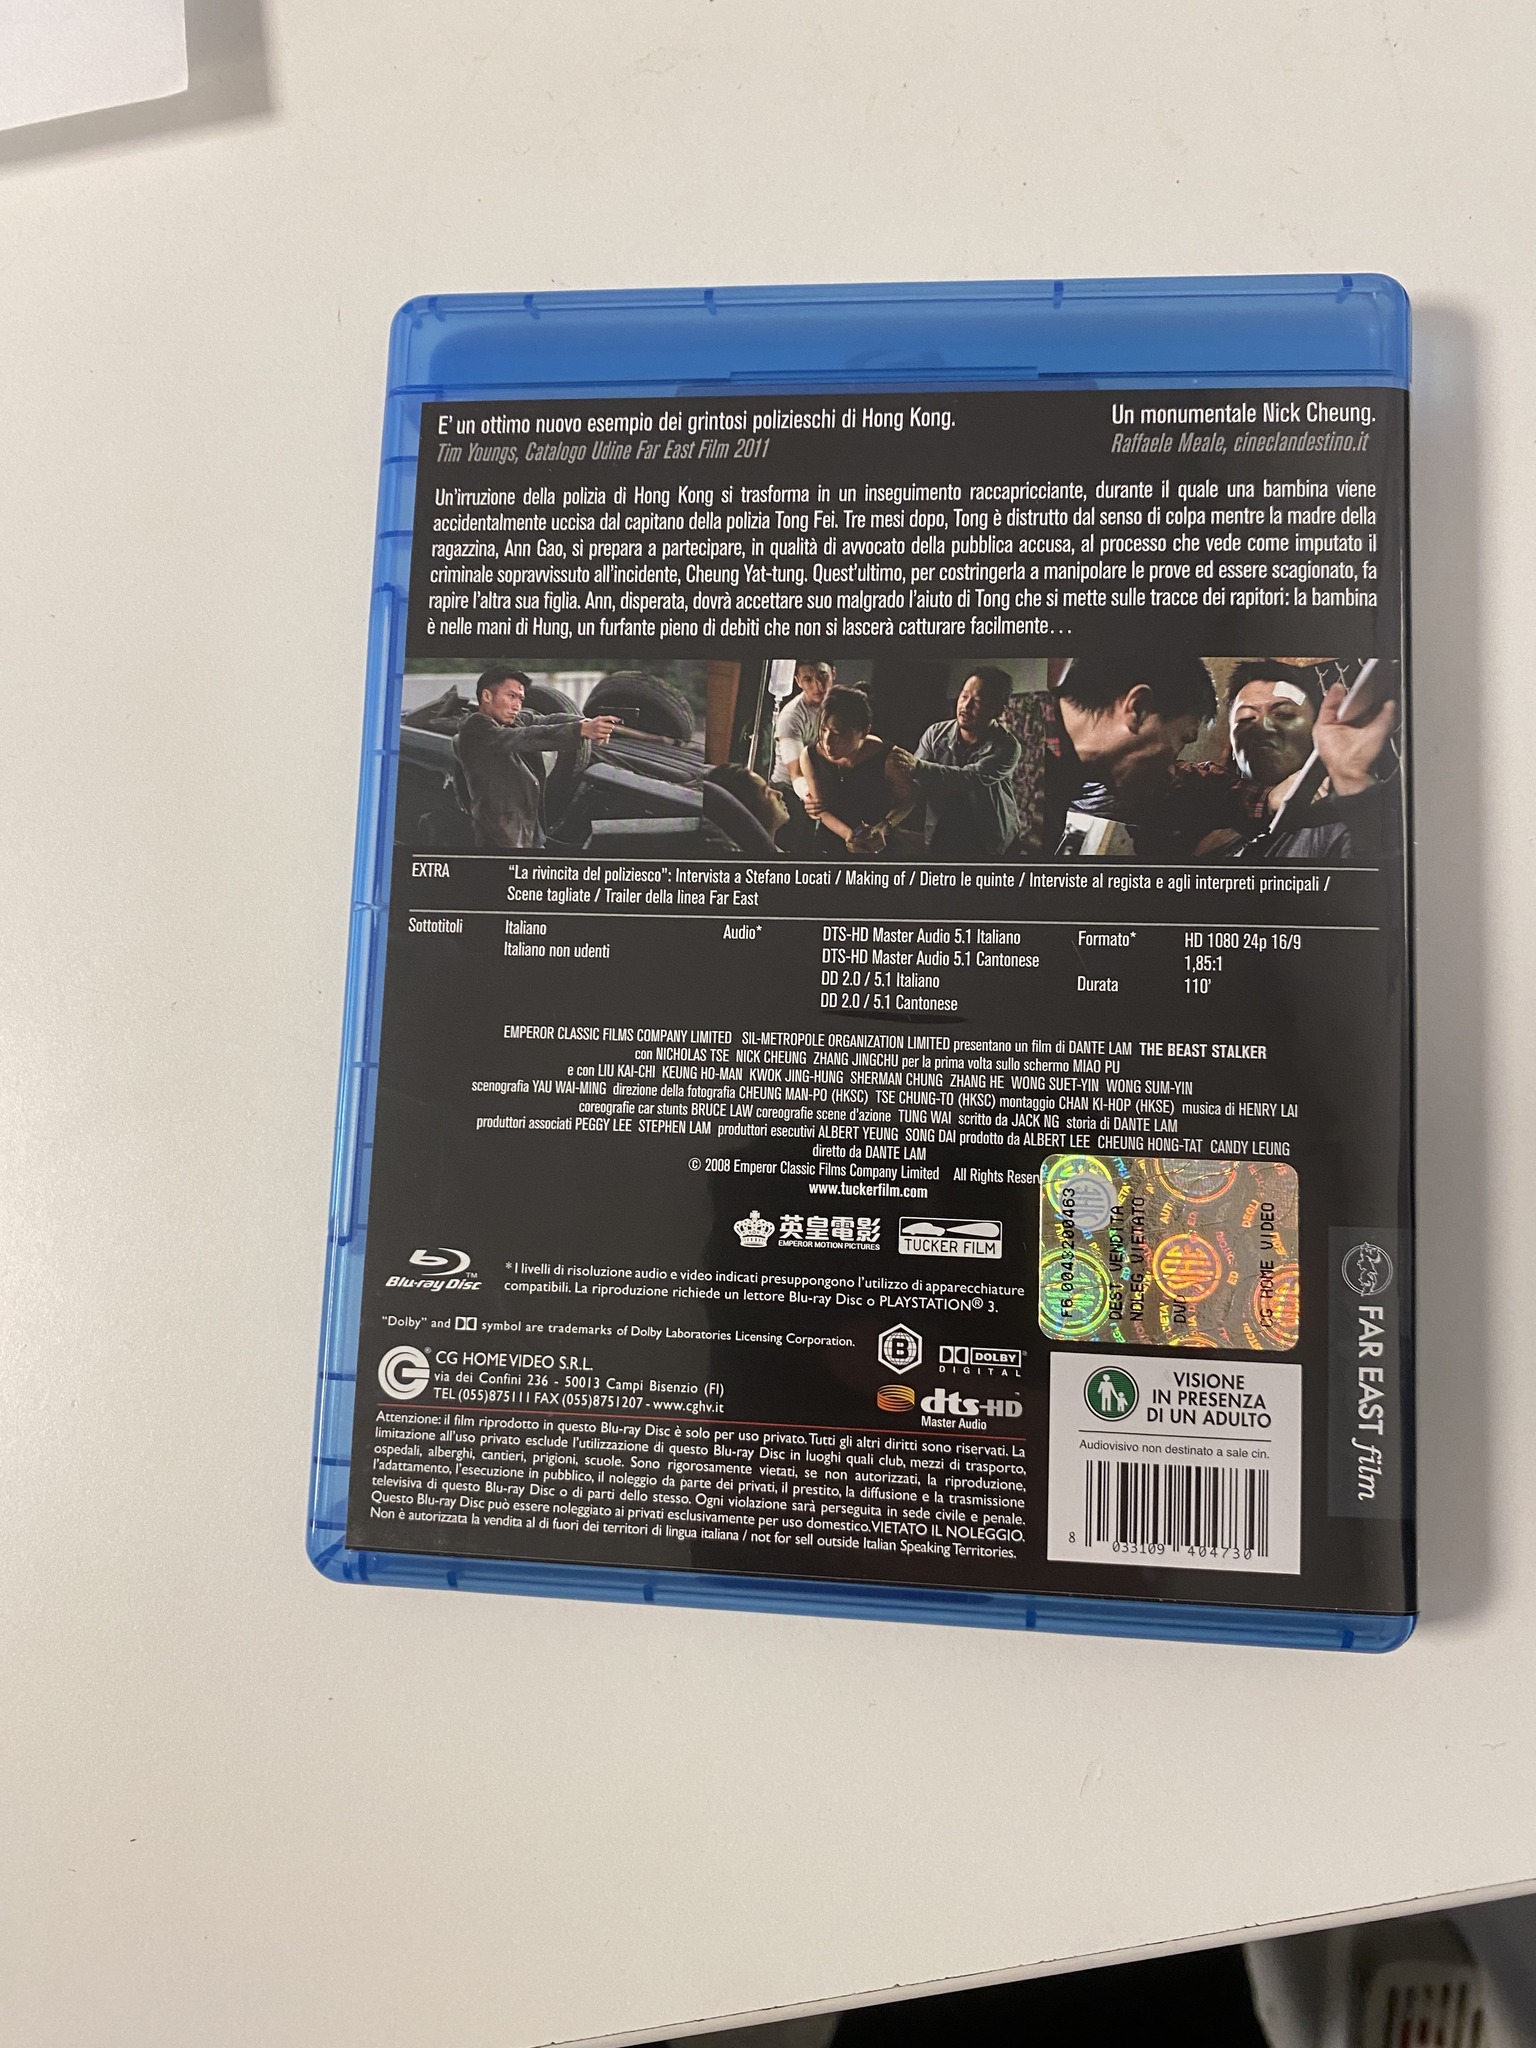 E' un ottimo nuovo esempio dei grintosi polizieschi di Hong Kong.
Tim Youngs, Catalogo Udine Far East Film 2011
Un monumentale Nick Cheung.
Raffaele Meale, cineclandestino.it
Un'irruzione della polizia di Hong Kong si trasforma in un inseguimento raccapricciante, durante il quale una bambina viene
accidentalmente uccisa dal capitano della polizia Tong Fei. Tre mesi dopo, Tong è distrutto dal senso di colpa mentre la madre della
ragazzina, Ann Gao, si prepara a partecipare, in qualità di avvocato della pubblica accusa, al processo che vede come imputato il
criminale sopravvissuto all'incidente, Cheung Yat-tung. Quest'ultimo, per costringerla a manipolare le prove ed essere scagionato, fa
rapire l'altra sua figlia. Ann, disperata, dovrà accettare suo malgrado l'aiuto di Tong che si mette sulle tracce dei rapitori: la bambina
è nelle mani di Hung, un furfante pieno di debiti che non si lascerà catturare facilmente...
EXTRA
"La rivincita del poliziesco": Intervista a Stefano Locati / Making of / Dietro le quinte / Interviste al regista e agli interpreti principali /
Scene tagliate / Trailer della linea Far East
Sottotitoli
Italiano
Italiano non udenti
Audio*
DTS-HD Master Audio 5.1 Italiano
DTS-HD Master Audio 5.1 Cantonese
DD 2.0 / 5.1 Italiano
DD 2.0 / 5.1 Cantonese
Formato*
HD 1080 24p 16/9
1,85:1
Durata
110'
EMPEROR CLASSIC FILMS COMPANY LIMITED SIL-METROPOLE ORGANIZATION LIMITED presentano un film di DANTE LAM THE BEAST STALKER
con NICHOLAS TSE NICK CHEUNG ZHANG JINGCHU per la prima volta sullo schermo MIAO PU
e con LIU KAI-CHI KEUNG HO-MAN KWOK JING-HUNG SHERMAN CHUNG ZHANG HE WONG SUET-YIN WONG SUM-YIN
scenografia YAU WAI-MING direzione della fotografia CHEUNG MAN-PO (HKSC) TSE CHUNG-TO (HKSC) montaggio CHAN KI-HOP (HKSE) musica di HENRY LAI
coreografie car stunts BRUCE LAW coreografie scene d'azione TUNG WAI scritto da JACK NG storia di DANTE LAM
produttori associati PEGGY LEE STEPHEN LAM produttori esecutivi ALBERT YEUNG SONG DAI prodotto da ALBERT LEE CHEUNG HONG-TAT CANDY LEUNG
diretto da DANTE LAM
© 2008 Emperor Classic Films Company Limited All Rights Reser
www.tuckerfilm.com
英皇電影
EMPEROR MOTION PICTURES
TUCKER FILM
Blu-ray Disc™
* I livelli di risoluzione audio e video indicati presuppongono l'utilizzo di apparecchiature
compatibili. La riproduzione richiede un lettore Blu-ray Disc o PLAYSTATION® 3.
"Dolby" and DD symbol are trademarks of Dolby Laboratories Licensing Corporation.
B
DOLBY
DIGITAL
dts-HD
Master Audio
CG HOME VIDEO S.R.L.
via dei Confini 236 - 50013 Campi Bisenzio (FI)
TEL (055)875111 FAX (055)8751207 - www.cghv.it
Attenzione: il film riprodotto in questo Blu-ray Disc è solo per uso privato. Tutti gli altri diritti sono riservati. La
limitazione all'uso privato esclude l'utilizzazione di questo Blu-ray Disc in luoghi quali club, mezzi di trasporto,
ospedali, alberghi, cantieri, prigioni, scuole. Sono rigorosamente vietati, se non autorizzati, la riproduzione,
l'adattamento, l'esecuzione in pubblico, il noleggio da parte dei privati, il prestito, la diffusione e la trasmissione
televisiva di questo Blu-ray Disc o di parti dello stesso. Ogni violazione sarà perseguita in sede civile e penale.
Questo Blu-ray Disc può essere noleggiato ai privati esclusivamente per uso domestico. VIETATO IL NOLEGGIO.
Non è autorizzata la vendita al di fuori dei territori di lingua italiana / not for sell outside Italian Speaking Territories.
DEST. VENDITA
NOLEG. VIETATO
DVD
CG HOME VIDEO
VISIONE
IN PRESENZA
DI UN ADULTO
Audiovisivo non destinato a sale cin.
8 033109 404730
FAR EAST film